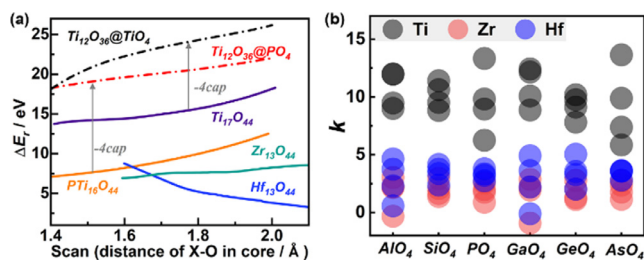 (a)
Ti₁₂O₃₆@TiO₄
Ti₁₂O₃₆@PO₄
-4cap
-4cap
Ti₁₇O₄₄
Zr₁₃O₄₄
PTi₁₆O₄₄
Hf₁₃O₄₄
ΔEᵣ / eV
25
20
15
10
5
1.4 1.6 1.8 2.0
Scan (distance of X-O in core / Å)
(b)
Ti Zr Hf
k
15
10
5
0
AlO₄ SiO₄ PO₄ GaO₄ GeO₄ AsO₄